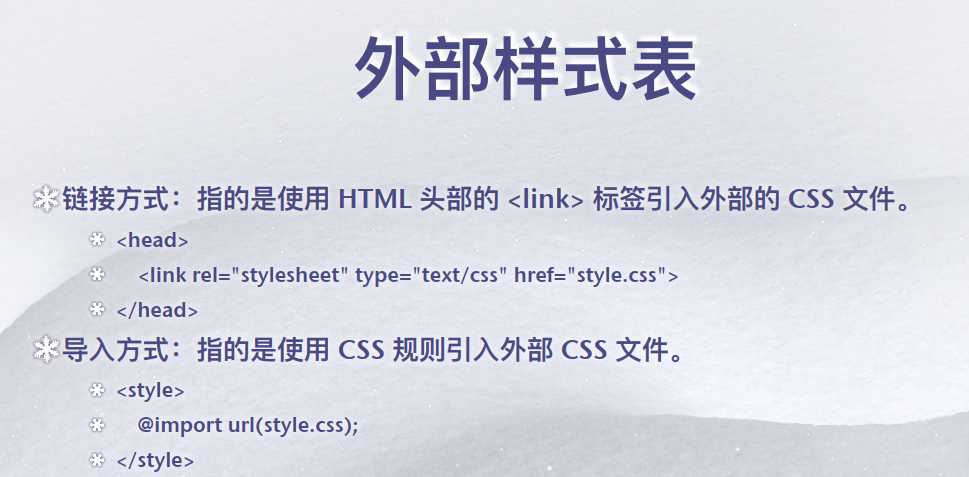 外部样式表
链接方式：指的是使用 HTML 头部的 <link> 标签引入外部的 CSS 文件。
<head>
<link rel="stylesheet" type="text/css" href="style.css">
</head>
导入方式：指的是使用 CSS 规则引入外部 CSS 文件。
<style>
@import url(style.css);
</style>